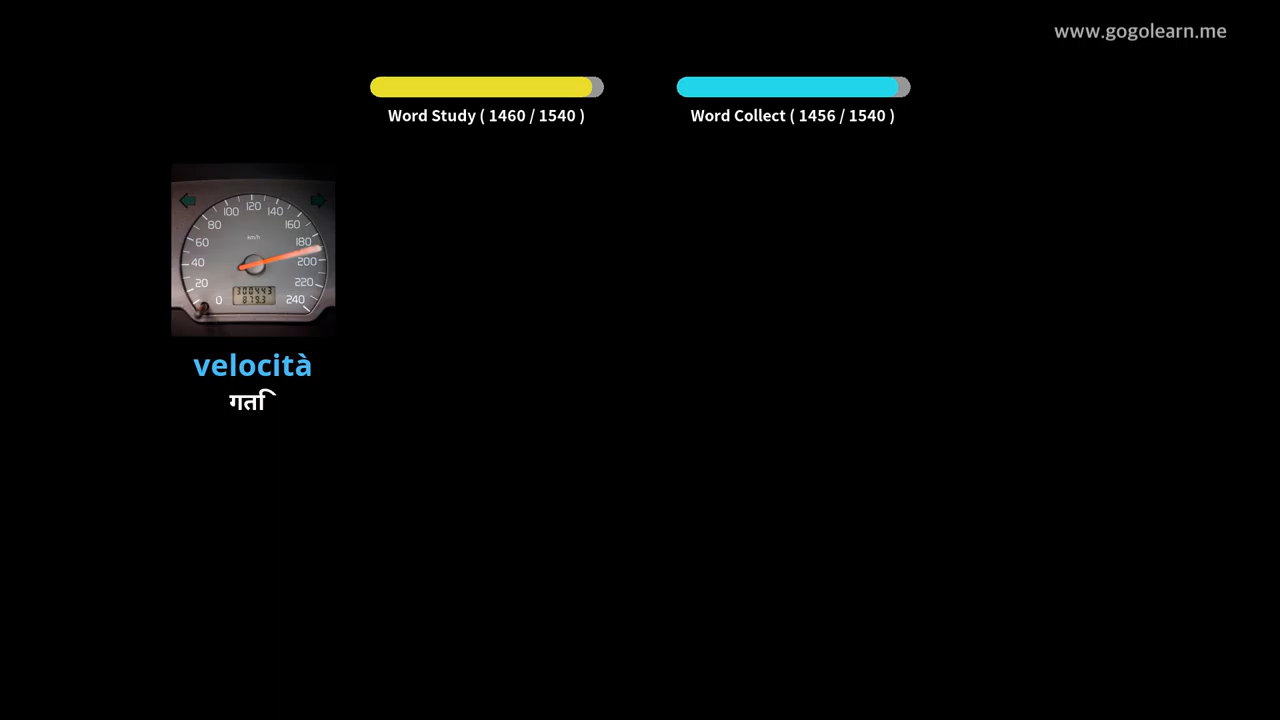 www.gogolearn.me
Word Study ( 1460 / 1540 )
Word Collect ( 1456 / 1540 )
0 20 40 60 80 100 120 140 160 180 200 220 240
km/h
300443
879.3
velocità
गति